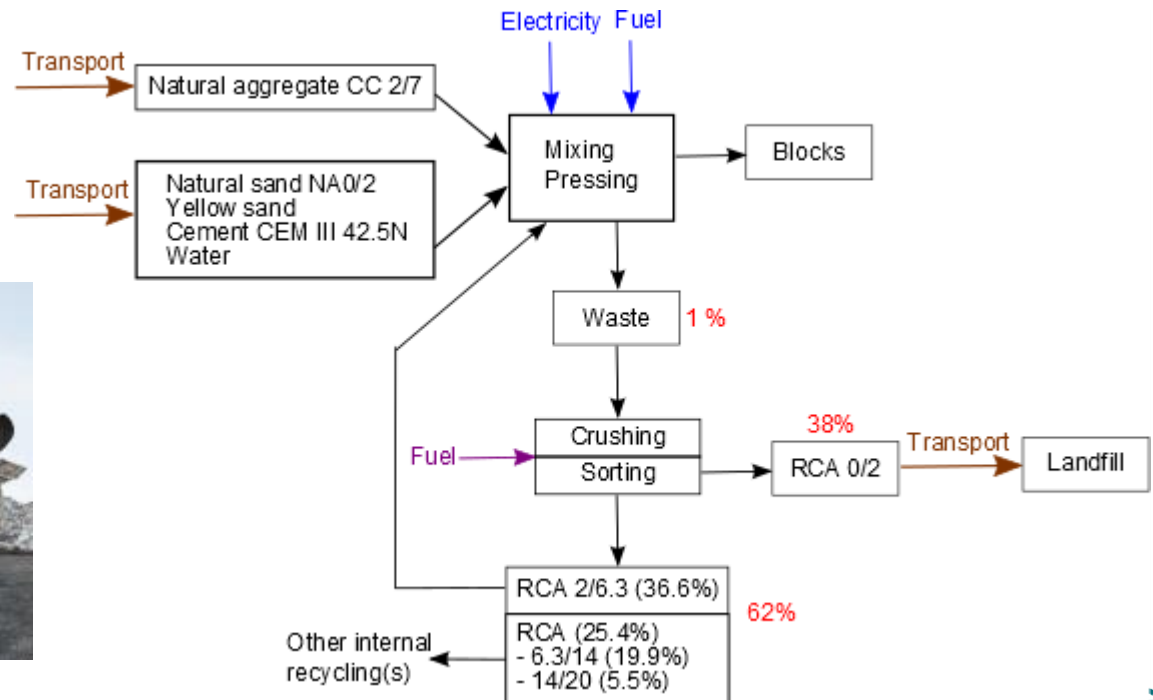 Electricity Fuel
Transport
Natural aggregate CC 2/7
Mixing
Pressing
Blocks
Transport
Natural sand NA0/2
Yellow sand
Cement CEM III 42.5N
Water
Waste
1 %
Crushing
Sorting
Fuel
38%
RCA 0/2
Transport
Landfill
RCA 2/6.3 (36.6%)
62%
RCA (25.4%)
- 6.3/14 (19.9%)
- 14/20 (5.5%)
Other internal
recycling(s)